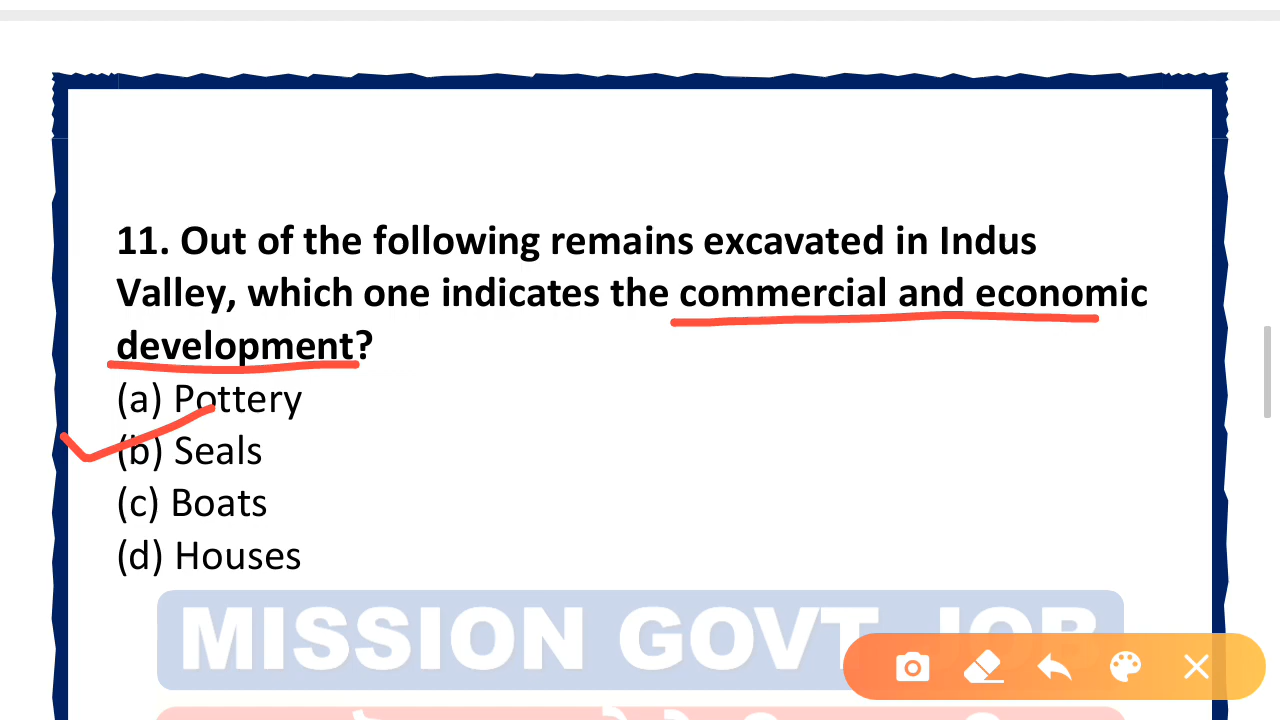 11. Out of the following remains excavated in Indus
Valley, which one indicates the commercial and economic
development?
(a) Pottery
(b) Seals
(c) Boats
(d) Houses
MISSION GOVT JOB